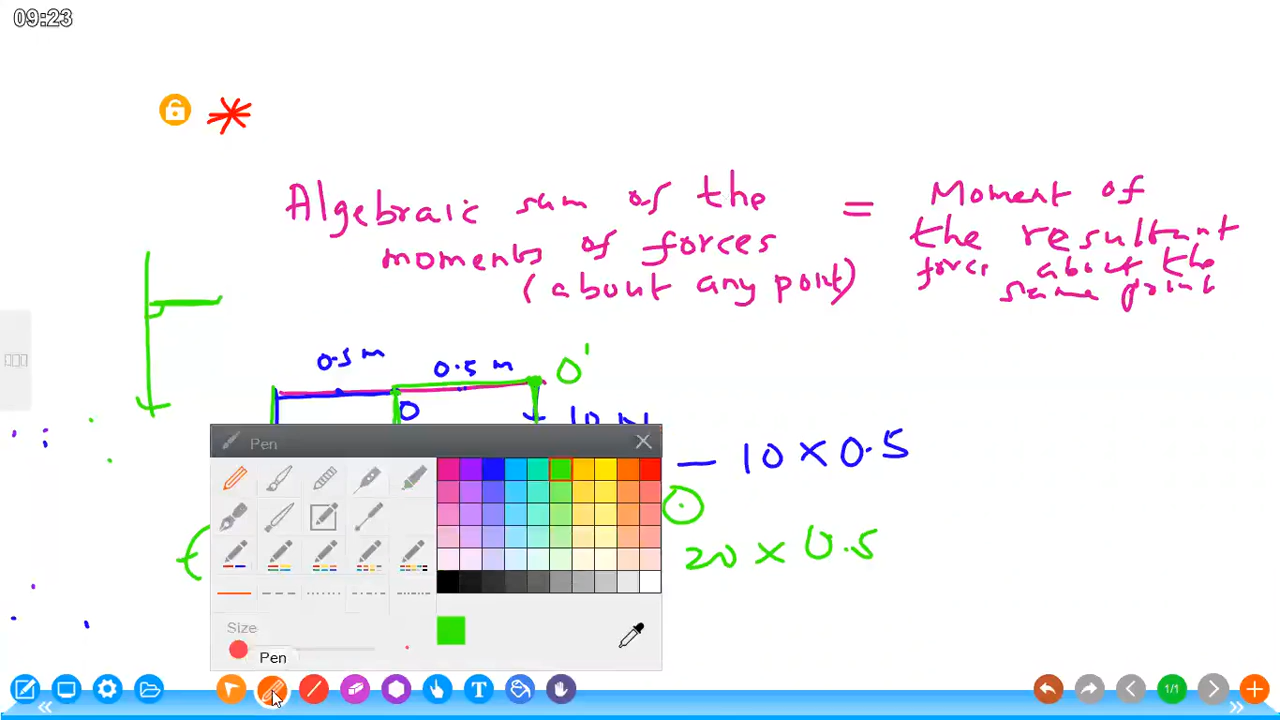 09:23
*
Algebraic sum of the
moments of forces
(about any point)
=
Moment of
the resultant
force about the
same point
0.5 m
0.5 m
O'
O
10 N
Pen
- 10 × 0.5
20 × 0.5
Size
Pen
T
1/1